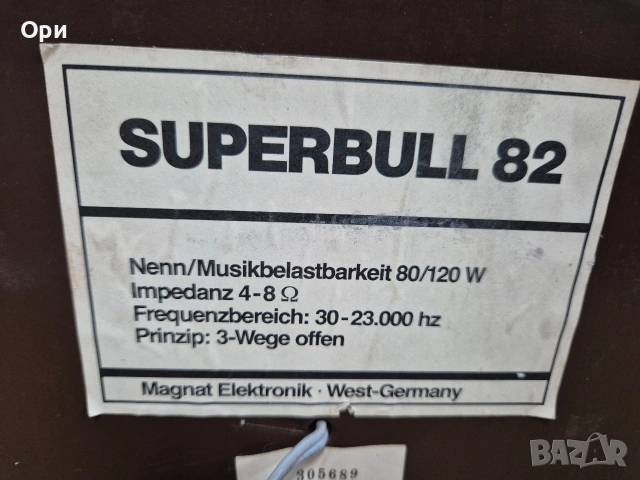 Ори
SUPERBULL 82
Nenn/Musikbelastbarkeit 80/120 W
Impedanz 4-8 Ω
Frequenzbereich: 30-23.000 hz
Prinzip: 3-Wege offen
Magnat Elektronik · West-Germany
305689
BAZAR